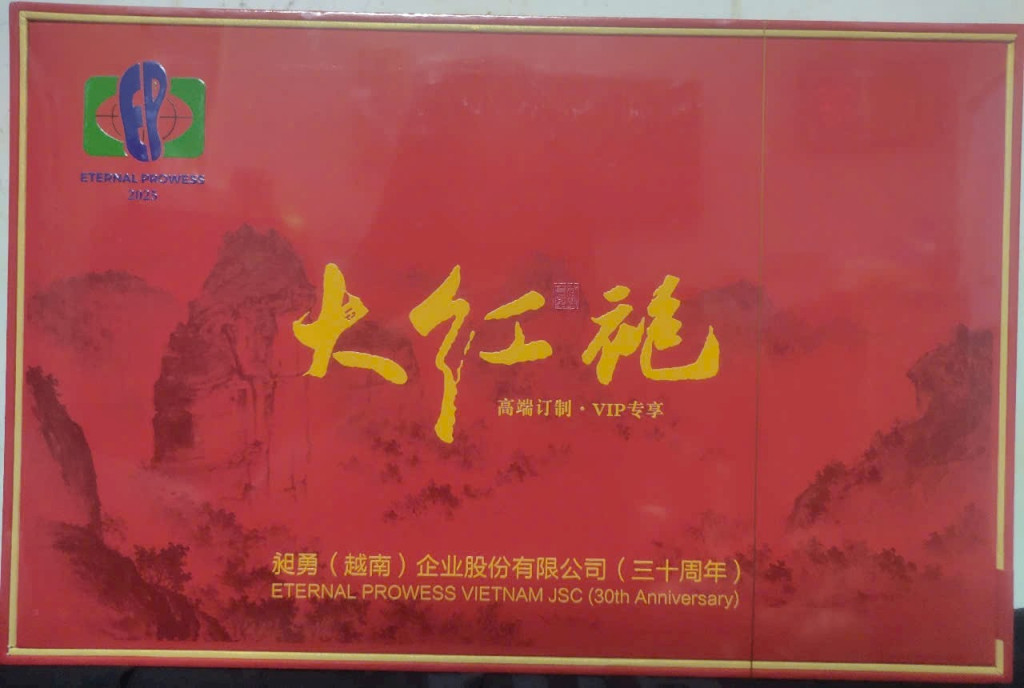 EP
ETERNAL PROWESS
2025
大红袍
高端订制·VIP专享
昶勇（越南）企业股份有限公司（三十周年）
ETERNAL PROWESS VIETNAM JSC (30th Anniversary)